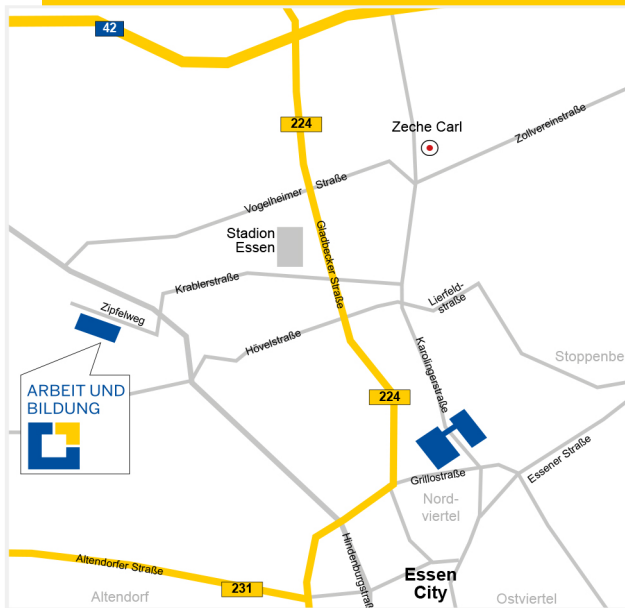 42
224
Zeche Carl
Zollvereinstraße
Vogelheimer Straße
Stadion
Essen
Gladbecker Straße
Krablerstraße
Lierfeld-
straße
Zipfelweg
Hövelstraße
Karolingerstraße
Stoppenbe
ARBEIT UND
BILDUNG
224
Essener Straße
Grillostraße
Nord-
viertel
Hindenburgstraß
Altendorfer Straße
231
Essen
City
Altendorf
Ostviertel